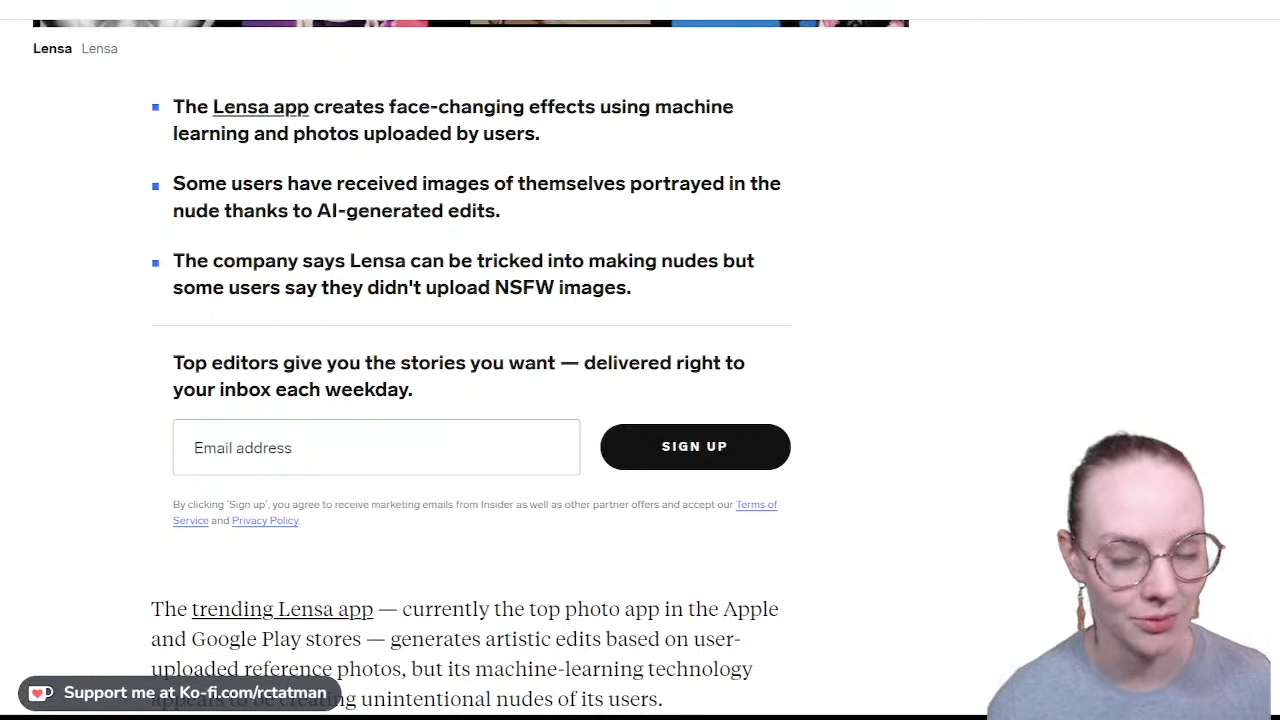 Lensa Lensa
The Lensa app creates face-changing effects using machine
learning and photos uploaded by users.
Some users have received images of themselves portrayed in the
nude thanks to AI-generated edits.
The company says Lensa can be tricked into making nudes but
some users say they didn't upload NSFW images.
Top editors give you the stories you want — delivered right to
your inbox each weekday.
Email address
SIGN UP
By clicking 'Sign up', you agree to receive marketing emails from Insider as well as other partner offers and accept our Terms of
Service and Privacy Policy.
The trending Lensa app — currently the top photo app in the Apple
and Google Play stores — generates artistic edits based on user-
uploaded reference photos, but its machine-learning technology
appears to be creating unintentional nudes of its users.
Support me at Ko-fi.com/rctatman